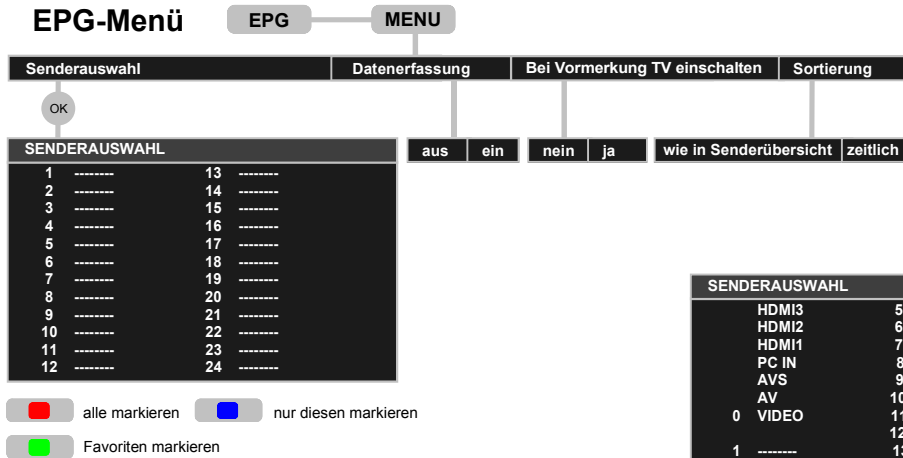 EPG-Menü EPG MENU
Senderauswahl Datenerfassung Bei Vormerkung TV einschalten Sortierung
OK
SENDERAUSWAHL aus ein nein ja wie in Senderübersicht zeitlich
1 -------- 13 --------
2 -------- 14 --------
3 -------- 15 --------
4 -------- 16 --------
5 -------- 17 --------
6 -------- 18 --------
7 -------- 19 --------
8 -------- 20 --------
9 -------- 21 --------
10 -------- 22 --------
11 -------- 23 --------
12 -------- 24 --------
alle markieren nur diesen markieren
Favoriten markieren
SENDERAUSWAHL
HDMI3 5
HDMI2 6
HDMI1 7
PC IN 8
AVS 9
AV 10
0 VIDEO 11
12
1 -------- 13